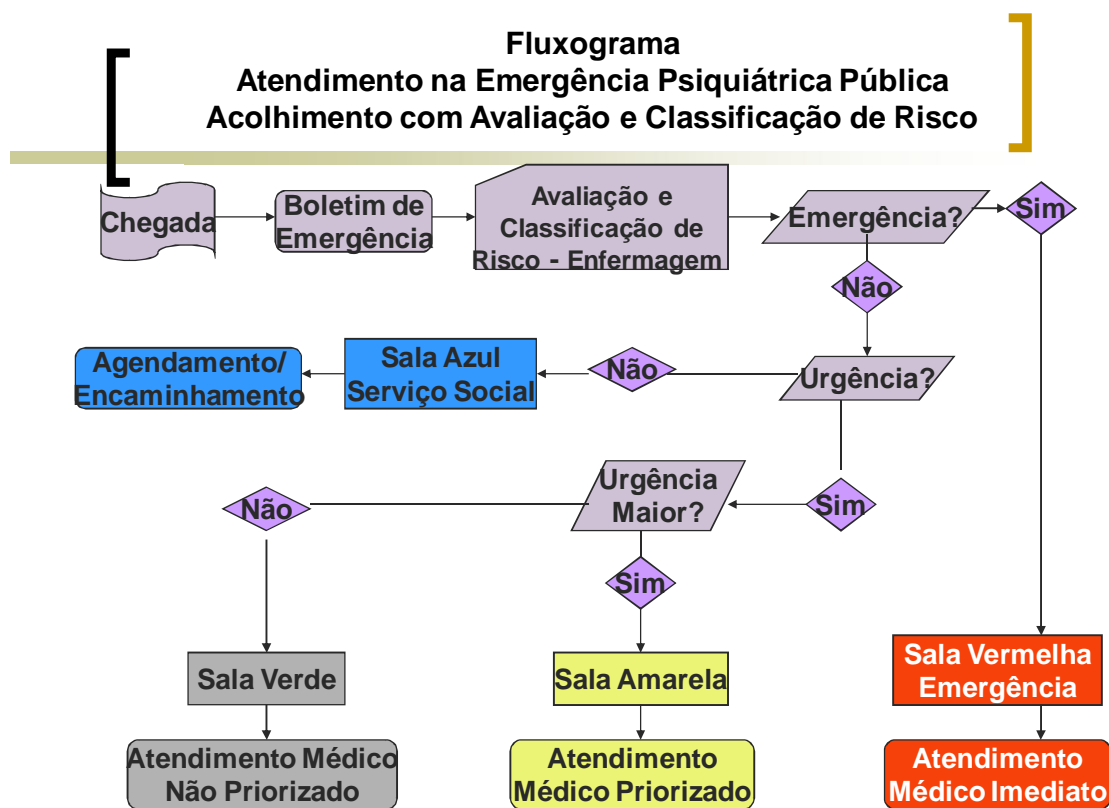 Fluxograma
Atendimento na Emergência Psiquiátrica Pública
Acolhimento com Avaliação e Classificação de Risco
Chegada
Boletim de
Emergência
Avaliação e
Classificação de
Risco - Enfermagem
Emergência?
Sim
Não
Agendamento/
Encaminhamento
Sala Azul
Serviço Social
Não
Urgência?
Não
Urgência
Maior?
Sim
Sim
Sala Verde
Sala Amarela
Sala Vermelha
Emergência
Atendimento Médico
Não Priorizado
Atendimento
Médico Priorizado
Atendimento
Médico Imediato